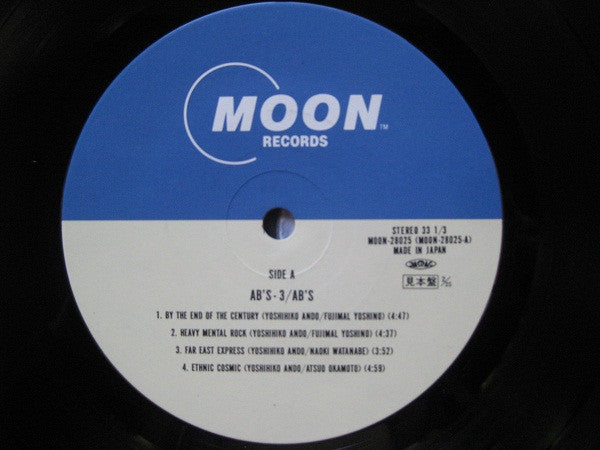 MOON™
RECORDS
STEREO 33 1/3
MOON-28025 (MOON-28025-A)
MADE IN JAPAN
SIDE A
見本盤
AB'S - 3/AB'S
1. BY THE END OF THE CENTURY (YOSHIHIKO ANDO/FUJIMAL YOSHINO) (4:47)
2. HEAVY MENTAL ROCK (YOSHIHIKO ANDO/FUJIMAL YOSHINO) (4:37)
3. FAR EAST EXPRESS (YOSHIHIKO ANDO/NAOKI WATANABE) (3:52)
4. ETHNIC COSMIC (YOSHIHIKO ANDO/ATSUO OKAMOTO) (4:59)